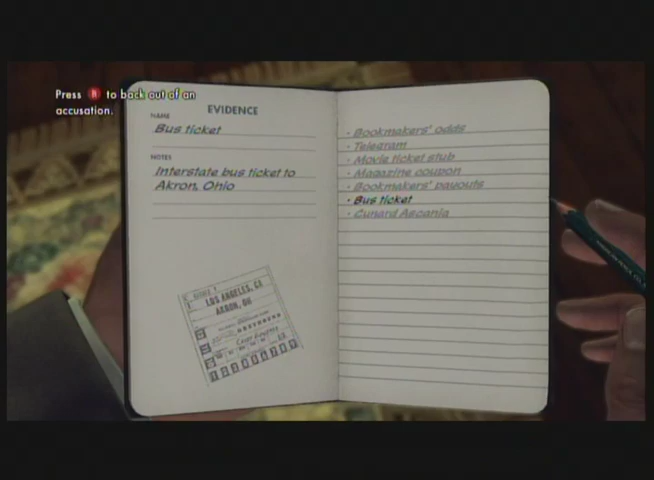 Press B to back out of an
accusation.
EVIDENCE
NAME
Bus ticket
NOTES
Interstate bus ticket to
Akron, Ohio
LOS ANGELES, CA
AKRON, OH
GREYHOUND
· Bookmakers' odds
· Telegram
· Movie ticket stub
· Magazine coupon
· Bookmakers' payouts
· Bus ticket
· Cunard Ascania